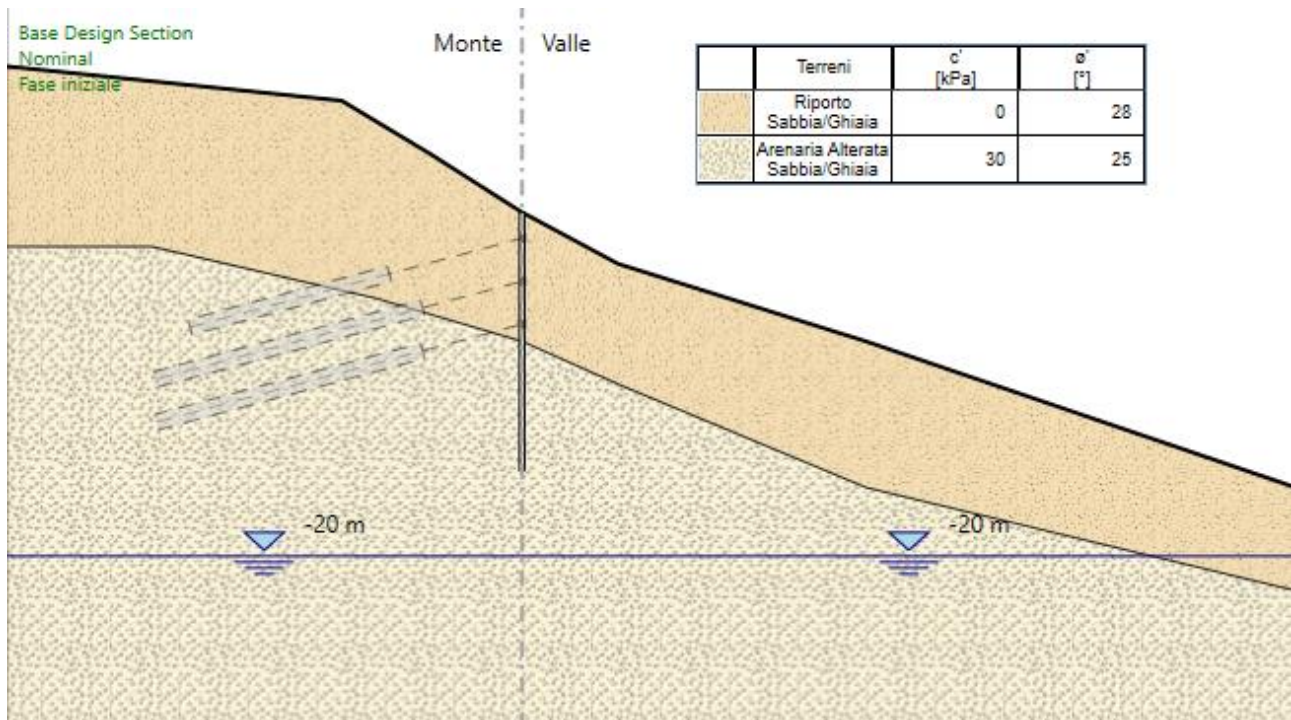 Base Design Section
Nominal
Fase iniziale
Monte
Valle
Terreni c' ø'
[kPa] [°]
Riporto
Sabbia/Ghiaia 0 28
Arenaria Alterata
Sabbia/Ghiaia 30 25
-20 m
-20 m